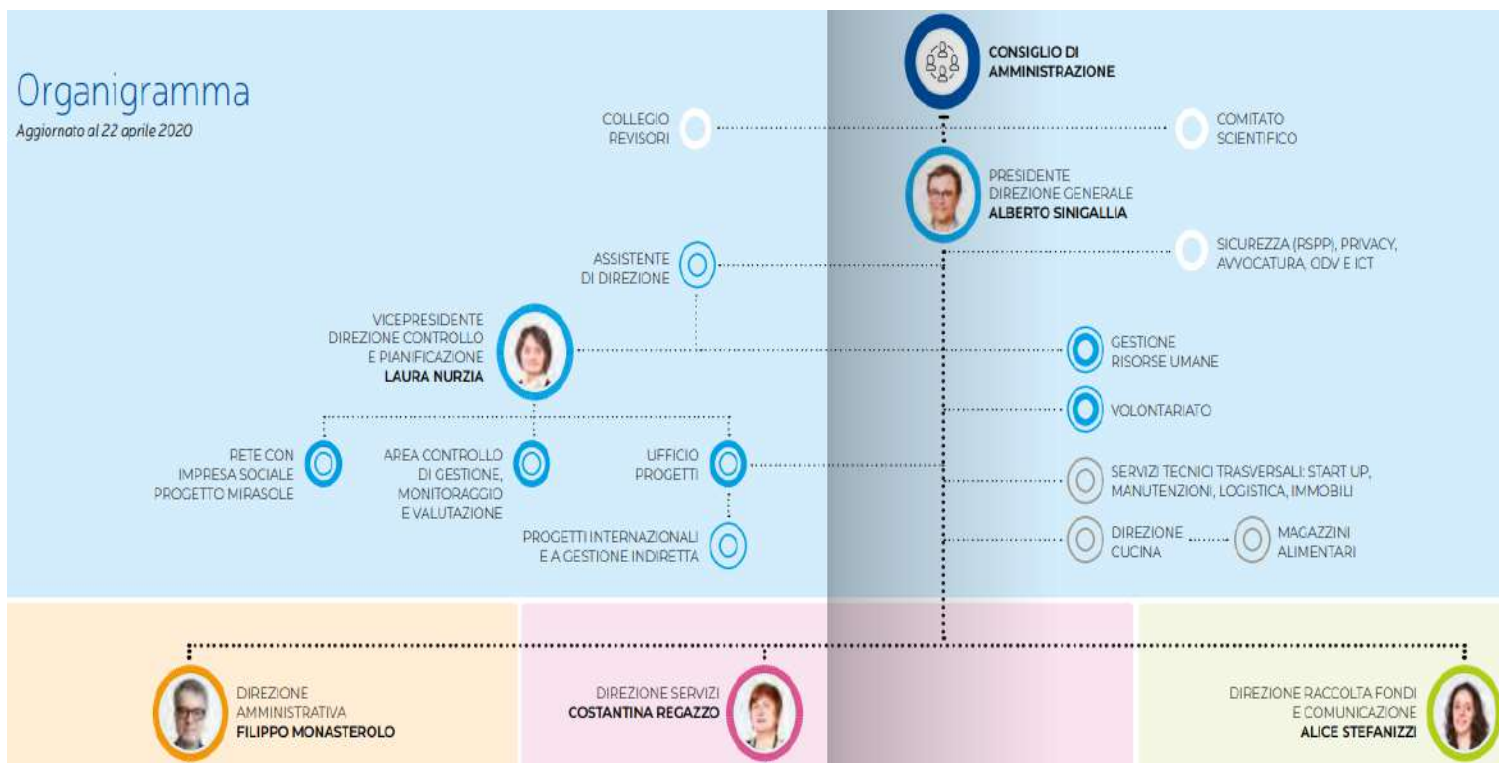 Organigramma
Aggiornato al 22 aprile 2020
CONSIGLIO DI
AMMINISTRAZIONE
COLLEGIO
REVISORI
COMITATO
SCIENTIFICO
PRESIDENTE
DIREZIONE GENERALE
ALBERTO SINIGALLIA
ASSISTENTE
DI DIREZIONE
SICUREZZA (RSPP), PRIVACY,
AVVOCATURA, ODV E ICT
VICEPRESIDENTE
DIREZIONE CONTROLLO
E PIANIFICAZIONE
LAURA NURZIA
GESTIONE
RISORSE UMANE
VOLONTARIATO
RETE CON
IMPRESA SOCIALE
PROGETTO MIRASOLE
AREA CONTROLLO
DI GESTIONE,
MONITORAGGIO
E VALUTAZIONE
UFFICIO
PROGETTI
SERVIZI TECNICI TRASVERSALI: START UP,
MANUTENZIONI, LOGISTICA, IMMOBILI
PROGETTI INTERNAZIONALI
E A GESTIONE INDIRETTA
DIREZIONE
CUCINA
MAGAZZINI
ALIMENTARI
DIREZIONE
AMMINISTRATIVA
FILIPPO MONASTEROLO
DIREZIONE SERVIZI
COSTANTINA REGAZZO
DIREZIONE RACCOLTA FONDI
E COMUNICAZIONE
ALICE STEFANIZZI